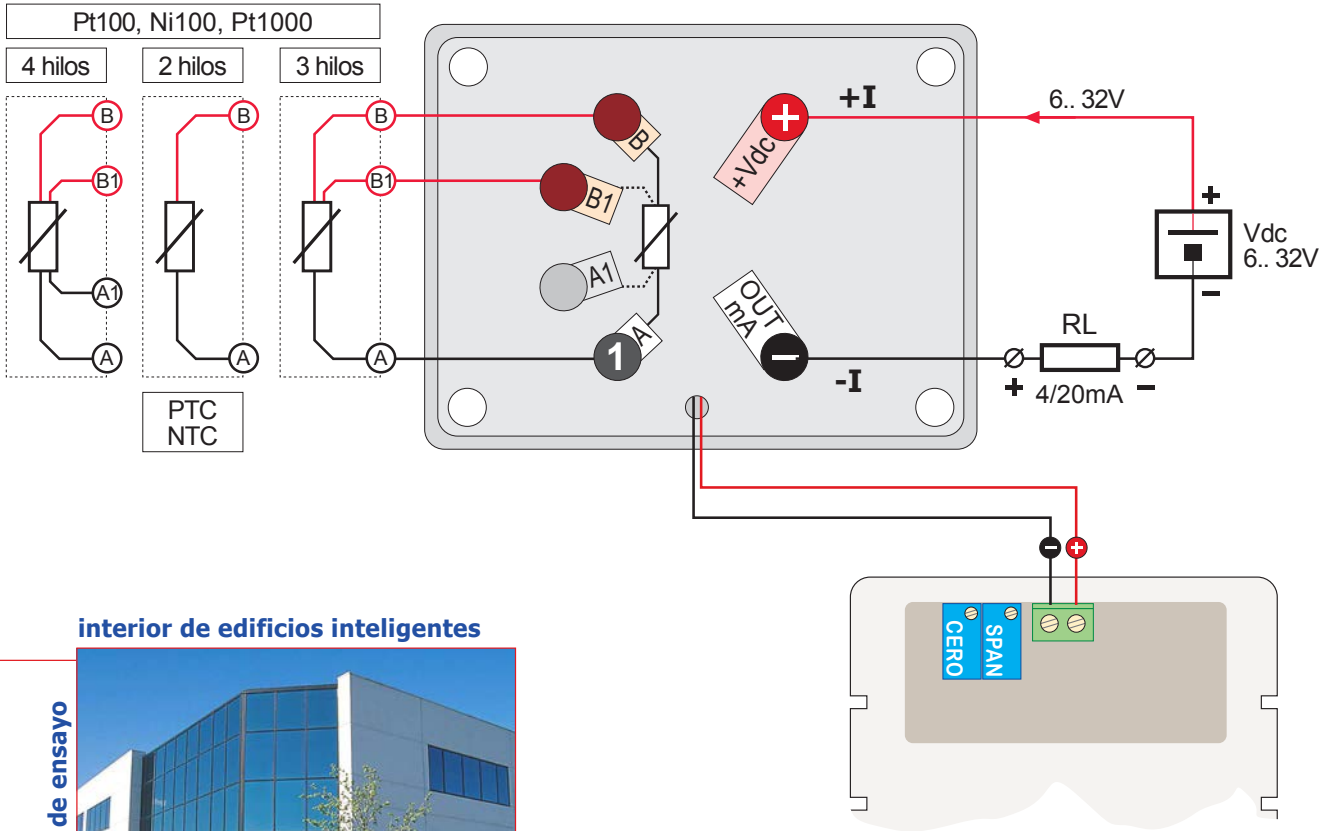 Pt100, Ni100, Pt1000
4 hilos
2 hilos
3 hilos
B
B
B
B1
B1
A1
A
A
A
PTC
NTC
B
B1
A1
A
1
+
+Vdc
+I
OUT
mA
−
-I
6.. 32V
+
Vdc
6.. 32V
−
RL
+
4/20mA
−
−
+
CERO
SPAN
interior de edificios inteligentes
de ensayo